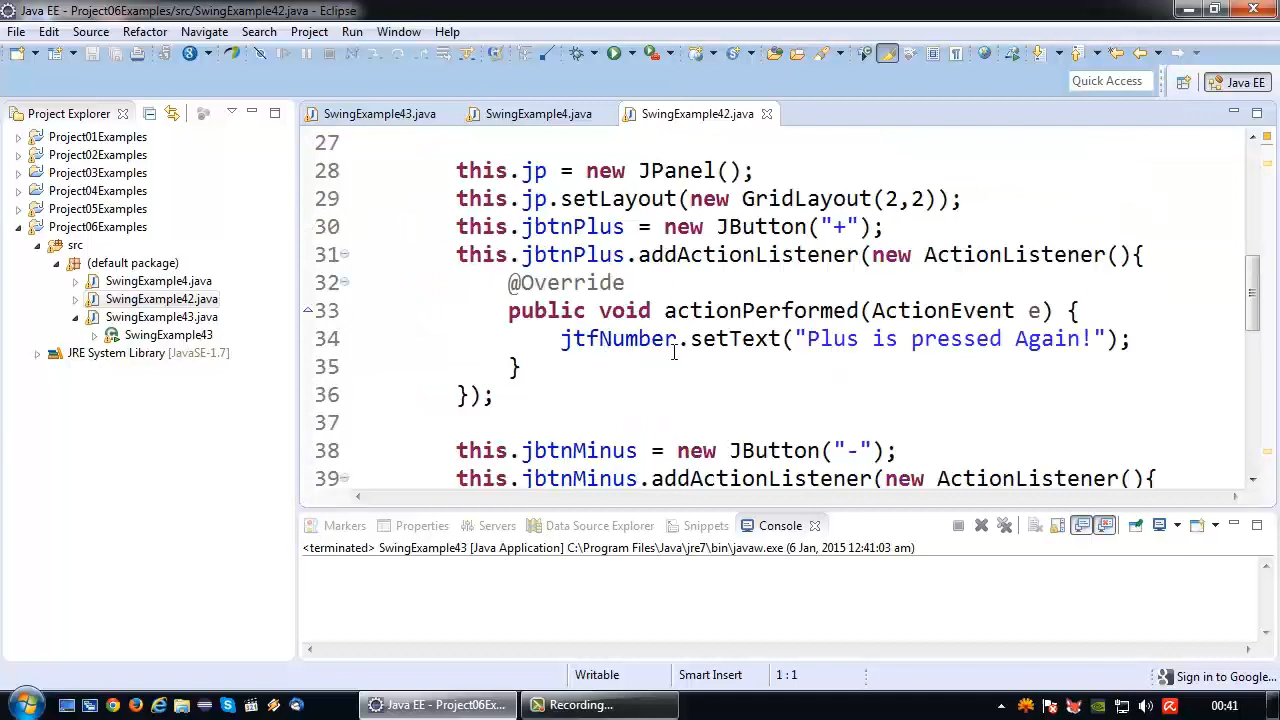 Java EE - Project06Examples/src/SwingExample42.java - Eclipse
File Edit Source Refactor Navigate Search Project Run Window Help
Quick Access
Java EE
Project Explorer
SwingExample43.java
SwingExample4.java
SwingExample42.java
Project01Examples
Project02Examples
Project03Examples
Project04Examples
Project05Examples
Project06Examples
src
(default package)
SwingExample4.java
SwingExample42.java
SwingExample43.java
SwingExample43
JRE System Library [JavaSE-1.7]
27
28 this.jp = new JPanel();
29 this.jp.setLayout(new GridLayout(2,2));
30 this.jbtnPlus = new JButton("+");
31 this.jbtnPlus.addActionListener(new ActionListener(){
32 @Override
33 public void actionPerformed(ActionEvent e) {
34 jtfNumber.setText("Plus is pressed Again!");
35 }
36 });
37
38 this.jbtnMinus = new JButton("-");
39 this.jbtnMinus.addActionListener(new ActionListener(){
Markers Properties Servers Data Source Explorer Snippets Console
<terminated> SwingExample43 [Java Application] C:\Program Files\Java\jre7\bin\javaw.exe (6 Jan, 2015 12:41:03 am)
Writable Smart Insert 1 : 1 Sign in to Google...
Java EE - Project06Ex... Recording... 00:41